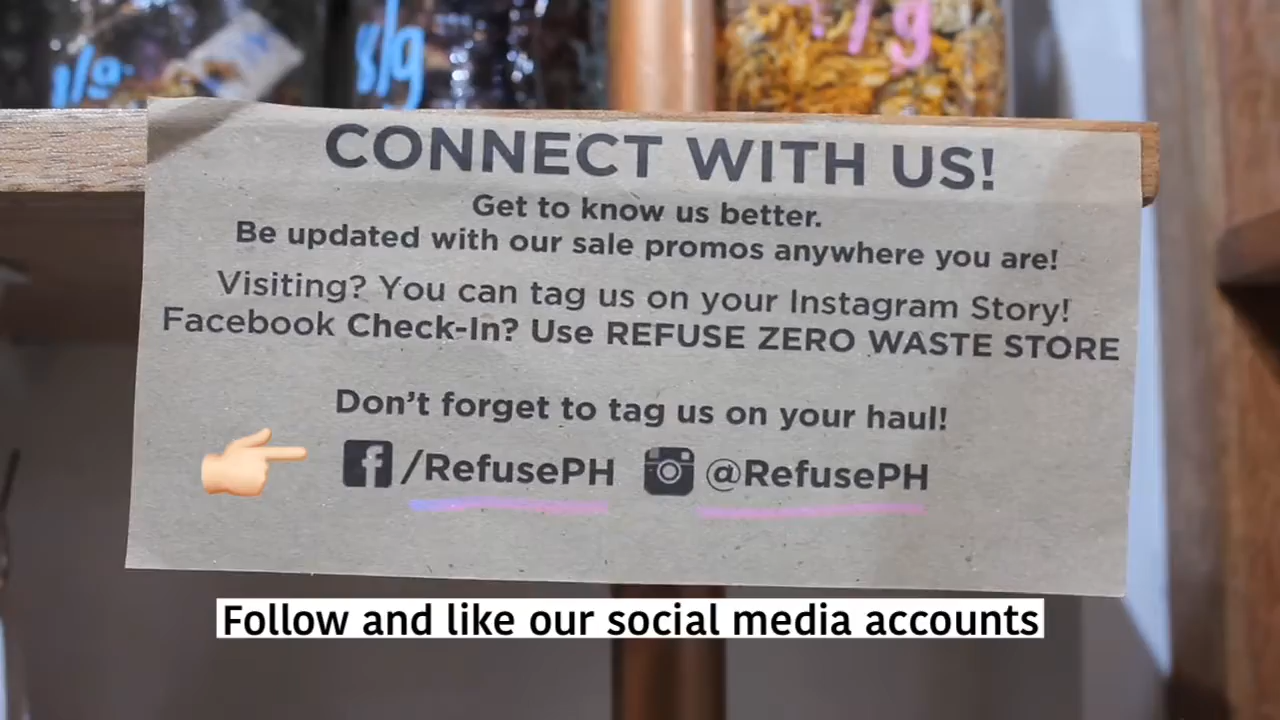 8/g
/g
CONNECT WITH US!
Get to know us better.
Be updated with our sale promos anywhere you are!
Visiting? You can tag us on your Instagram Story!
Facebook Check-In? Use REFUSE ZERO WASTE STORE
Don't forget to tag us on your haul!
/RefusePH @RefusePH
Follow and like our social media accounts